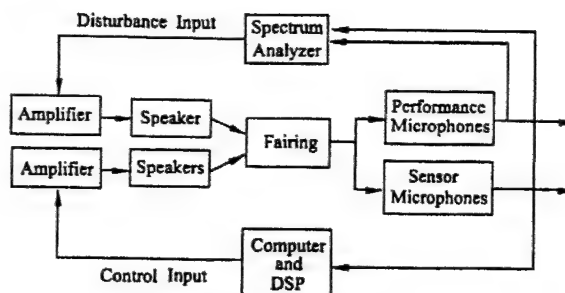 Disturbance Input
Spectrum
Analyzer
Amplifier
Speaker
Performance
Microphones
Fairing
Amplifier
Speakers
Sensor
Microphones
Control Input
Computer
and
DSP